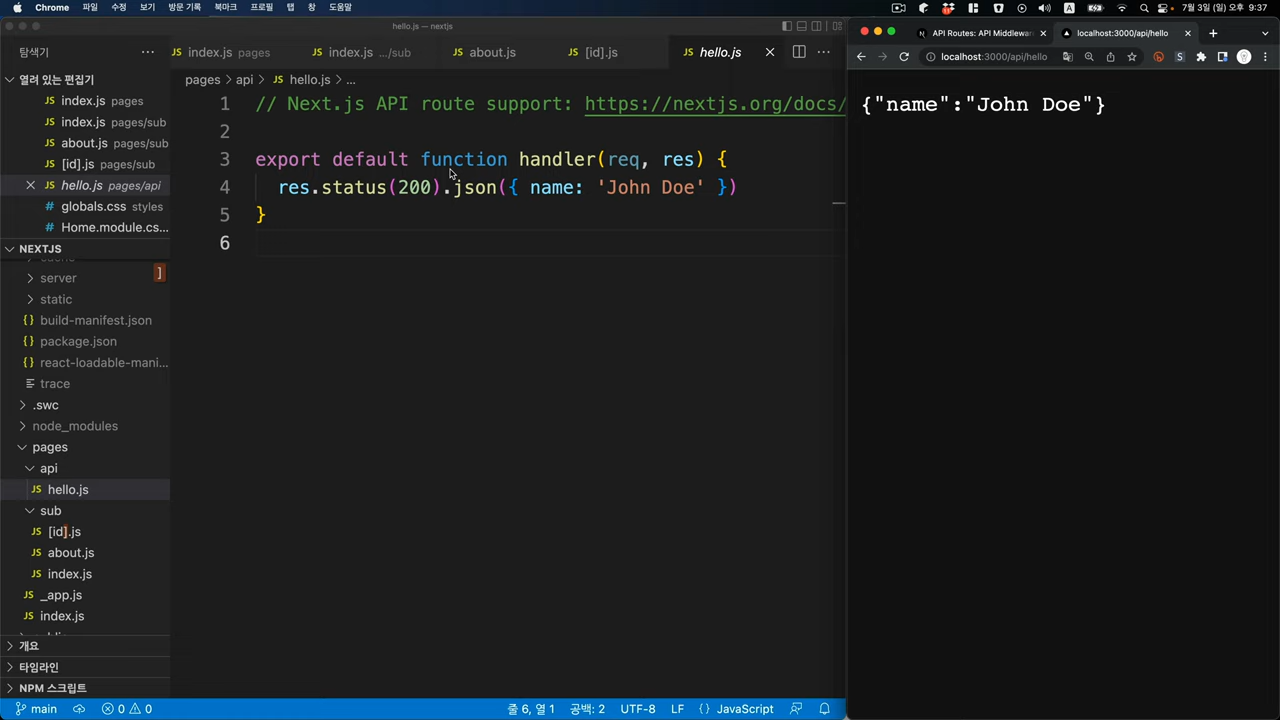 Chrome 파일 수정 보기 방문 기록 북마크 프로필 탭 창 도움말
A
7월 3일 (일) 오후 9:37
hello.js — nextjs
탐색기
열려 있는 편집기
index.js pages
index.js pages/sub
about.js pages/sub
[id].js pages/sub
hello.js pages/api
globals.css styles
Home.module.cs...
NEXTJS
server
static
build-manifest.json
package.json
react-loadable-mani...
trace
.swc
node_modules
pages
api
hello.js
sub
[id].js
about.js
index.js
_app.js
index.js
개요
타임라인
NPM 스크립트
index.js pages
index.js .../sub
about.js
[id].js
hello.js
pages > api > JS hello.js > ...
1 // Next.js API route support: https://nextjs.org/docs/
2
3 export default function handler(req, res) {
4 res.status(200).json({ name: 'John Doe' })
5 }
6
main 0 0
줄 6, 열 1 공백: 2 UTF-8 LF {} JavaScript
API Routes: API Middlewar
localhost:3000/api/hello
localhost:3000/api/hello
{"name":"John Doe"}